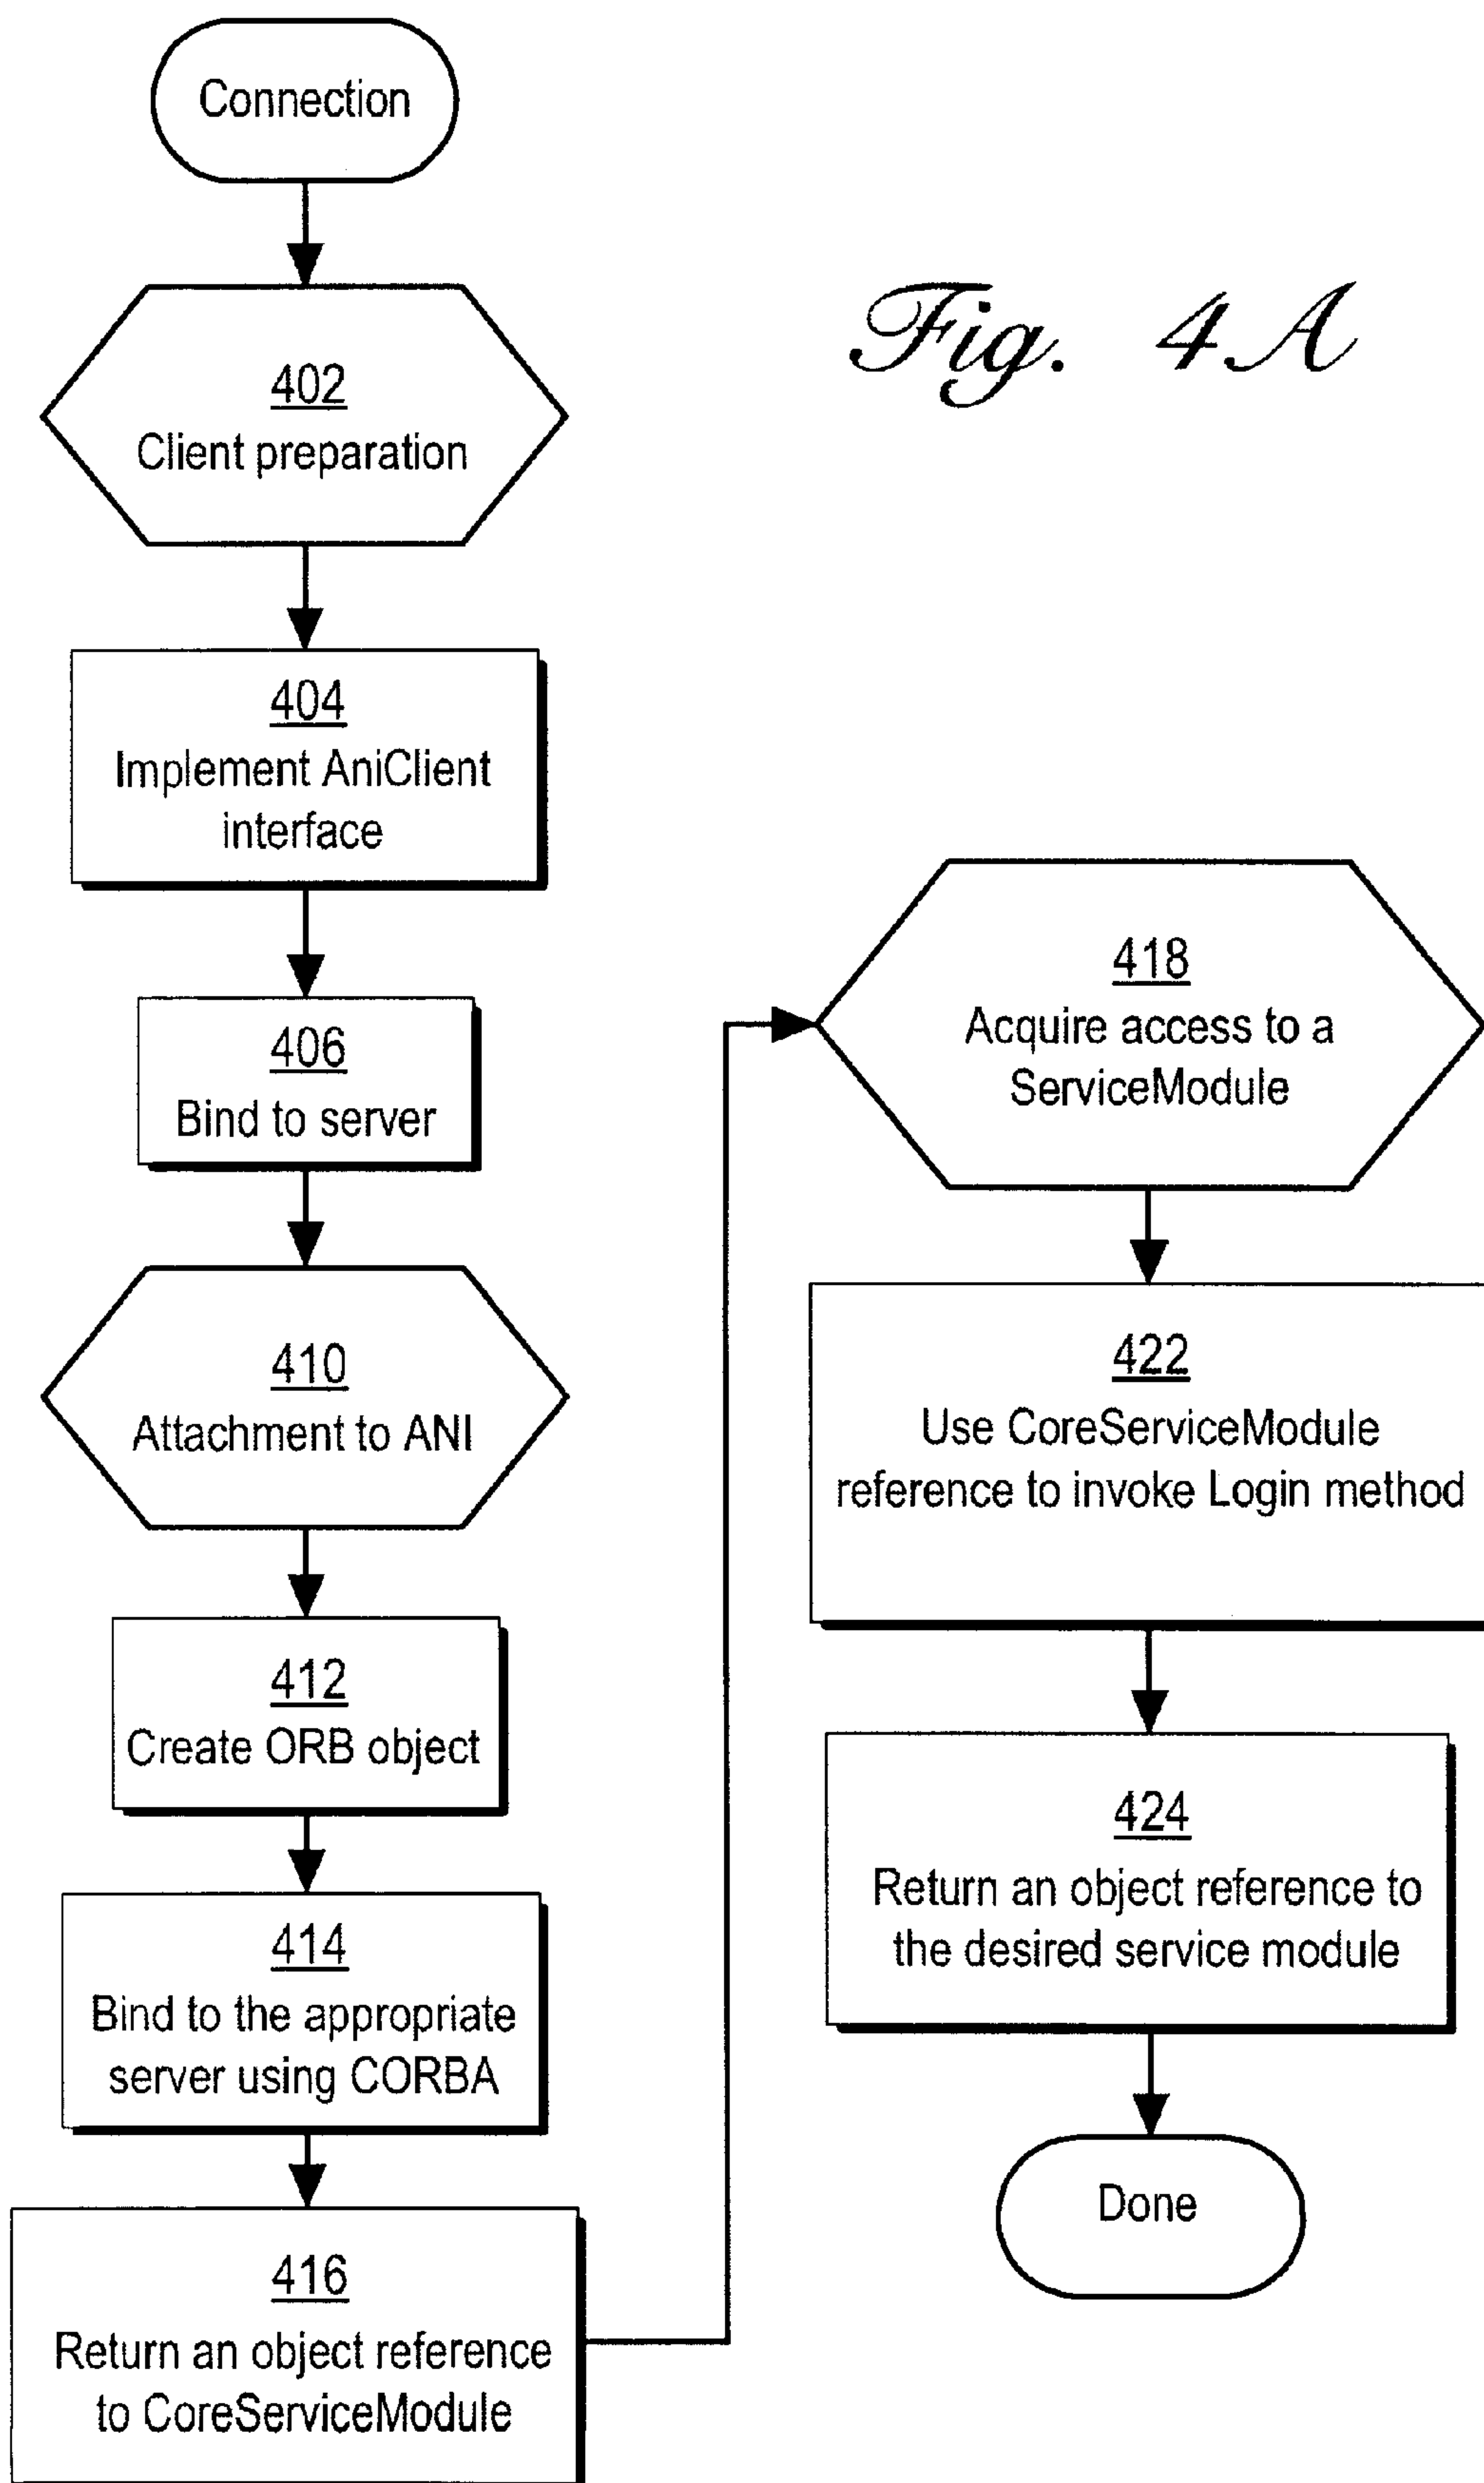 Connection
Fig. 4A
402
Client preparation
404
Implement AniClient
interface
406
Bind to server
410
Attachment to ANI
412
Create ORB object
414
Bind to the appropriate
server using CORBA
416
Return an object reference
to CoreServiceModule
418
Acquire access to a
ServiceModule
422
Use CoreServiceModule
reference to invoke Login method
424
Return an object reference to
the desired service module
Done